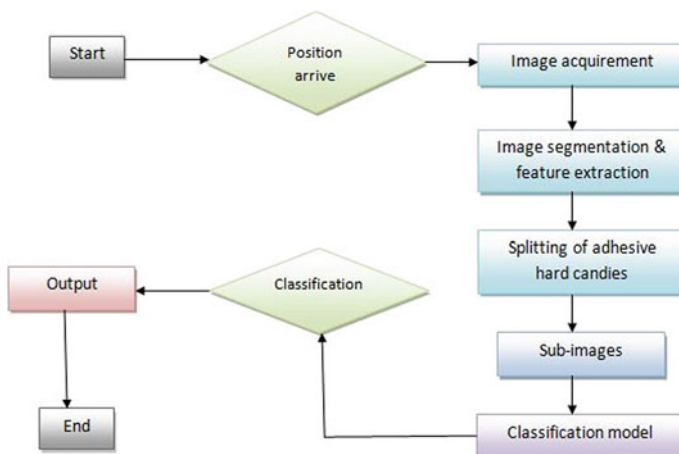 Start
Position
arrive
Image acquirement
Image segmentation &
feature extraction
Splitting of adhesive
hard candies
Sub-images
Classification model
Classification
Output
End